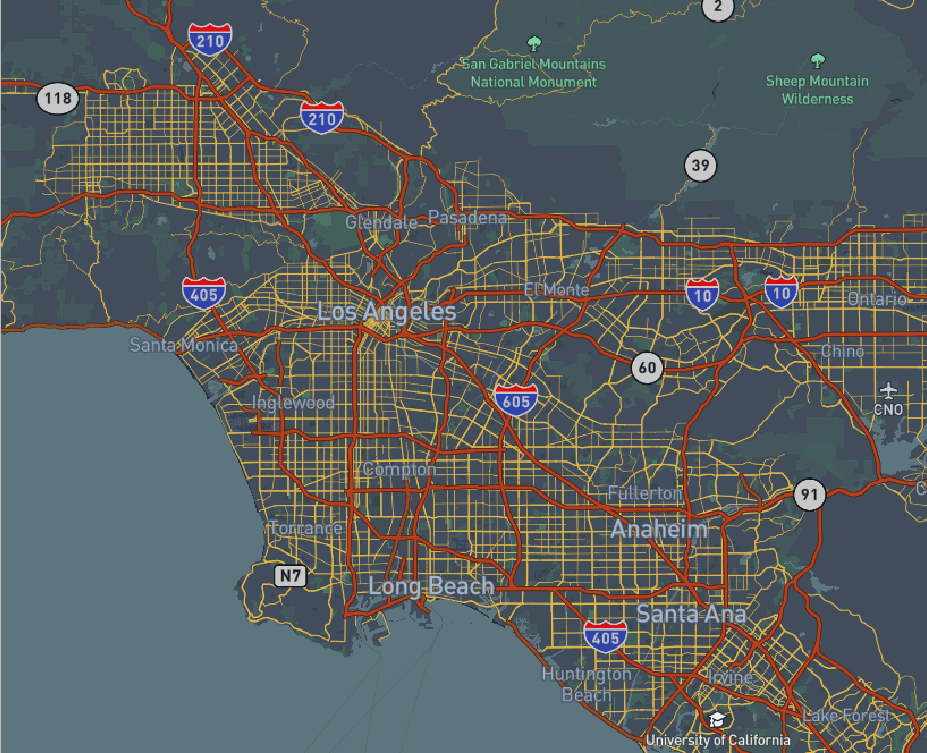 2
210
San Gabriel Mountains
National Monument
Sheep Mountain
Wilderness
118
210
39
Glendale
Pasadena
405
El Monte
10
10
Ontario
Los Angeles
Santa Monica
Chino
60
605
CNO
Inglewood
Compton
Fullerton
91
C
Torrance
Anaheim
N7
Long Beach
Santa Ana
405
Huntington
Beach
Irvine
Lake Forest
University of California